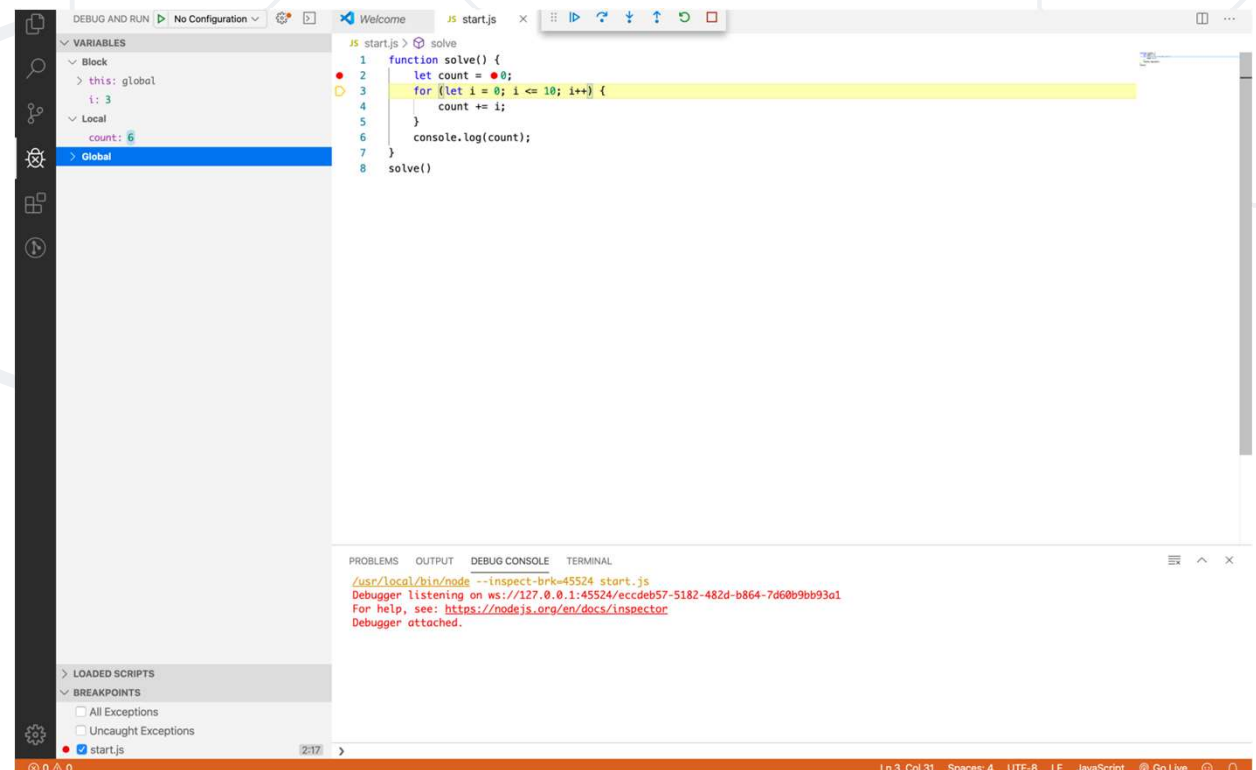 DEBUG AND RUN No Configuration
VARIABLES
Block
this: global
i: 3
Local
count: 6
Global
LOADED SCRIPTS
BREAKPOINTS
All Exceptions
Uncaught Exceptions
start.js 2:17
Welcome JS start.js
JS start.js > solve
1 function solve() {
2 let count = 0;
3 for (let i = 0; i <= 10; i++) {
4 count += i;
5 }
6 console.log(count);
7 }
8 solve()
PROBLEMS OUTPUT DEBUG CONSOLE TERMINAL
/usr/local/bin/node --inspect-brk=45524 start.js
Debugger listening on ws://127.0.0.1:45524/eccdeb57-5182-482d-b864-7d60b9bb93a1
For help, see: https://nodejs.org/en/docs/inspector
Debugger attached.
0 0 Ln 3, Col 31 Spaces: 4 UTF-8 LF JavaScript Go Live